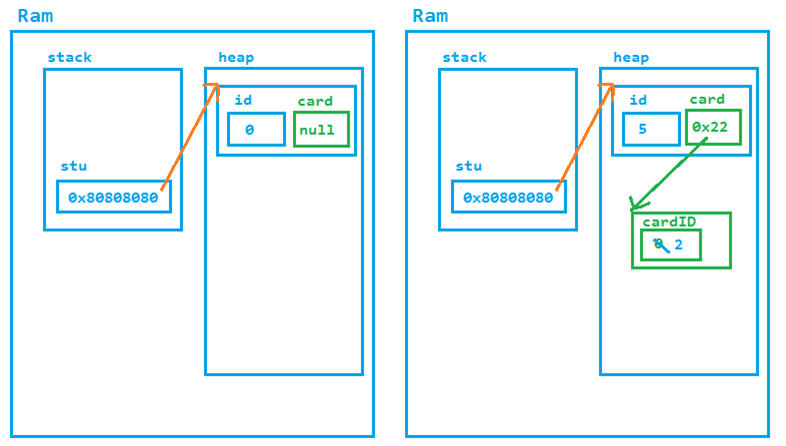 Ram
stack
heap
id
card
0
null
stu
0x80808080
Ram
stack
heap
id
card
5
0x22
stu
0x80808080
cardID
0 2